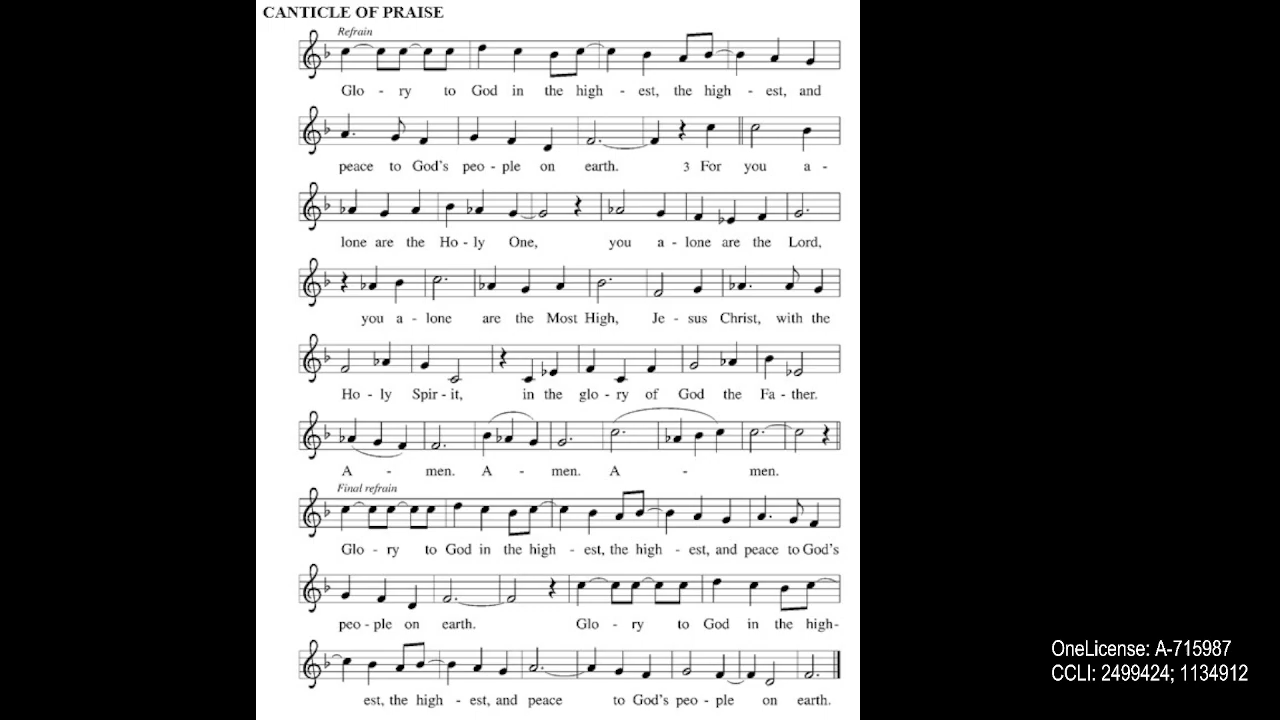 CANTICLE OF PRAISE
Refrain
Glo - ry to God in the high - est, the high - est, and
peace to God's peo - ple on earth. 3 For you a -
lone are the Ho - ly One, you a - lone are the Lord,
you a - lone are the Most High, Je - sus Christ, with the
Ho - ly Spir - it, in the glo - ry of God the Fa - ther.
A - men. A - men. A - men.
Final refrain
Glo - ry to God in the high - est, the high - est, and peace to God's
peo - ple on earth. Glo - ry to God in the high-
est, the high - est, and peace to God's peo - ple on earth.
OneLicense: A-715987
CCLI: 2499424; 1134912